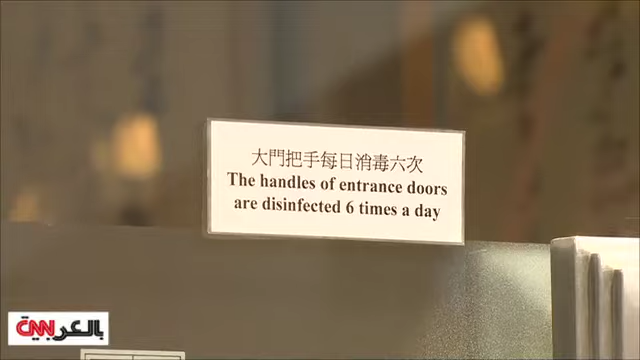 大門把手每日消毒六次
The handles of entrance doors
are disinfected 6 times a day
CNN بالعربية